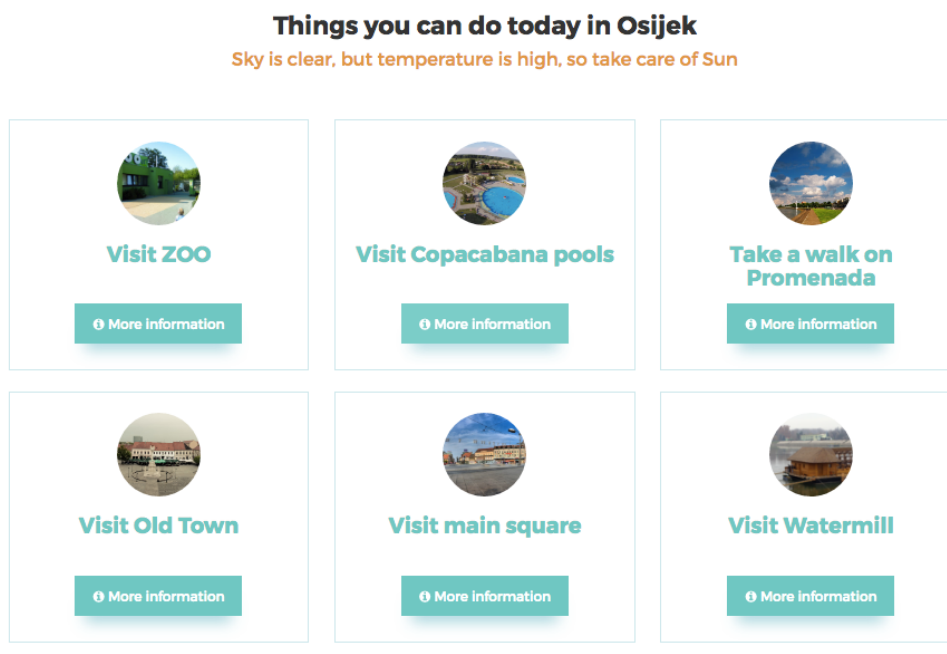 Things you can do today in Osijek
Sky is clear, but temperature is high, so take care of Sun
Visit ZOO
Visit Copacabana pools
Take a walk on
Promenada
More information
More information
More information
Visit Old Town
Visit main square
Visit Watermill
More information
More information
More information